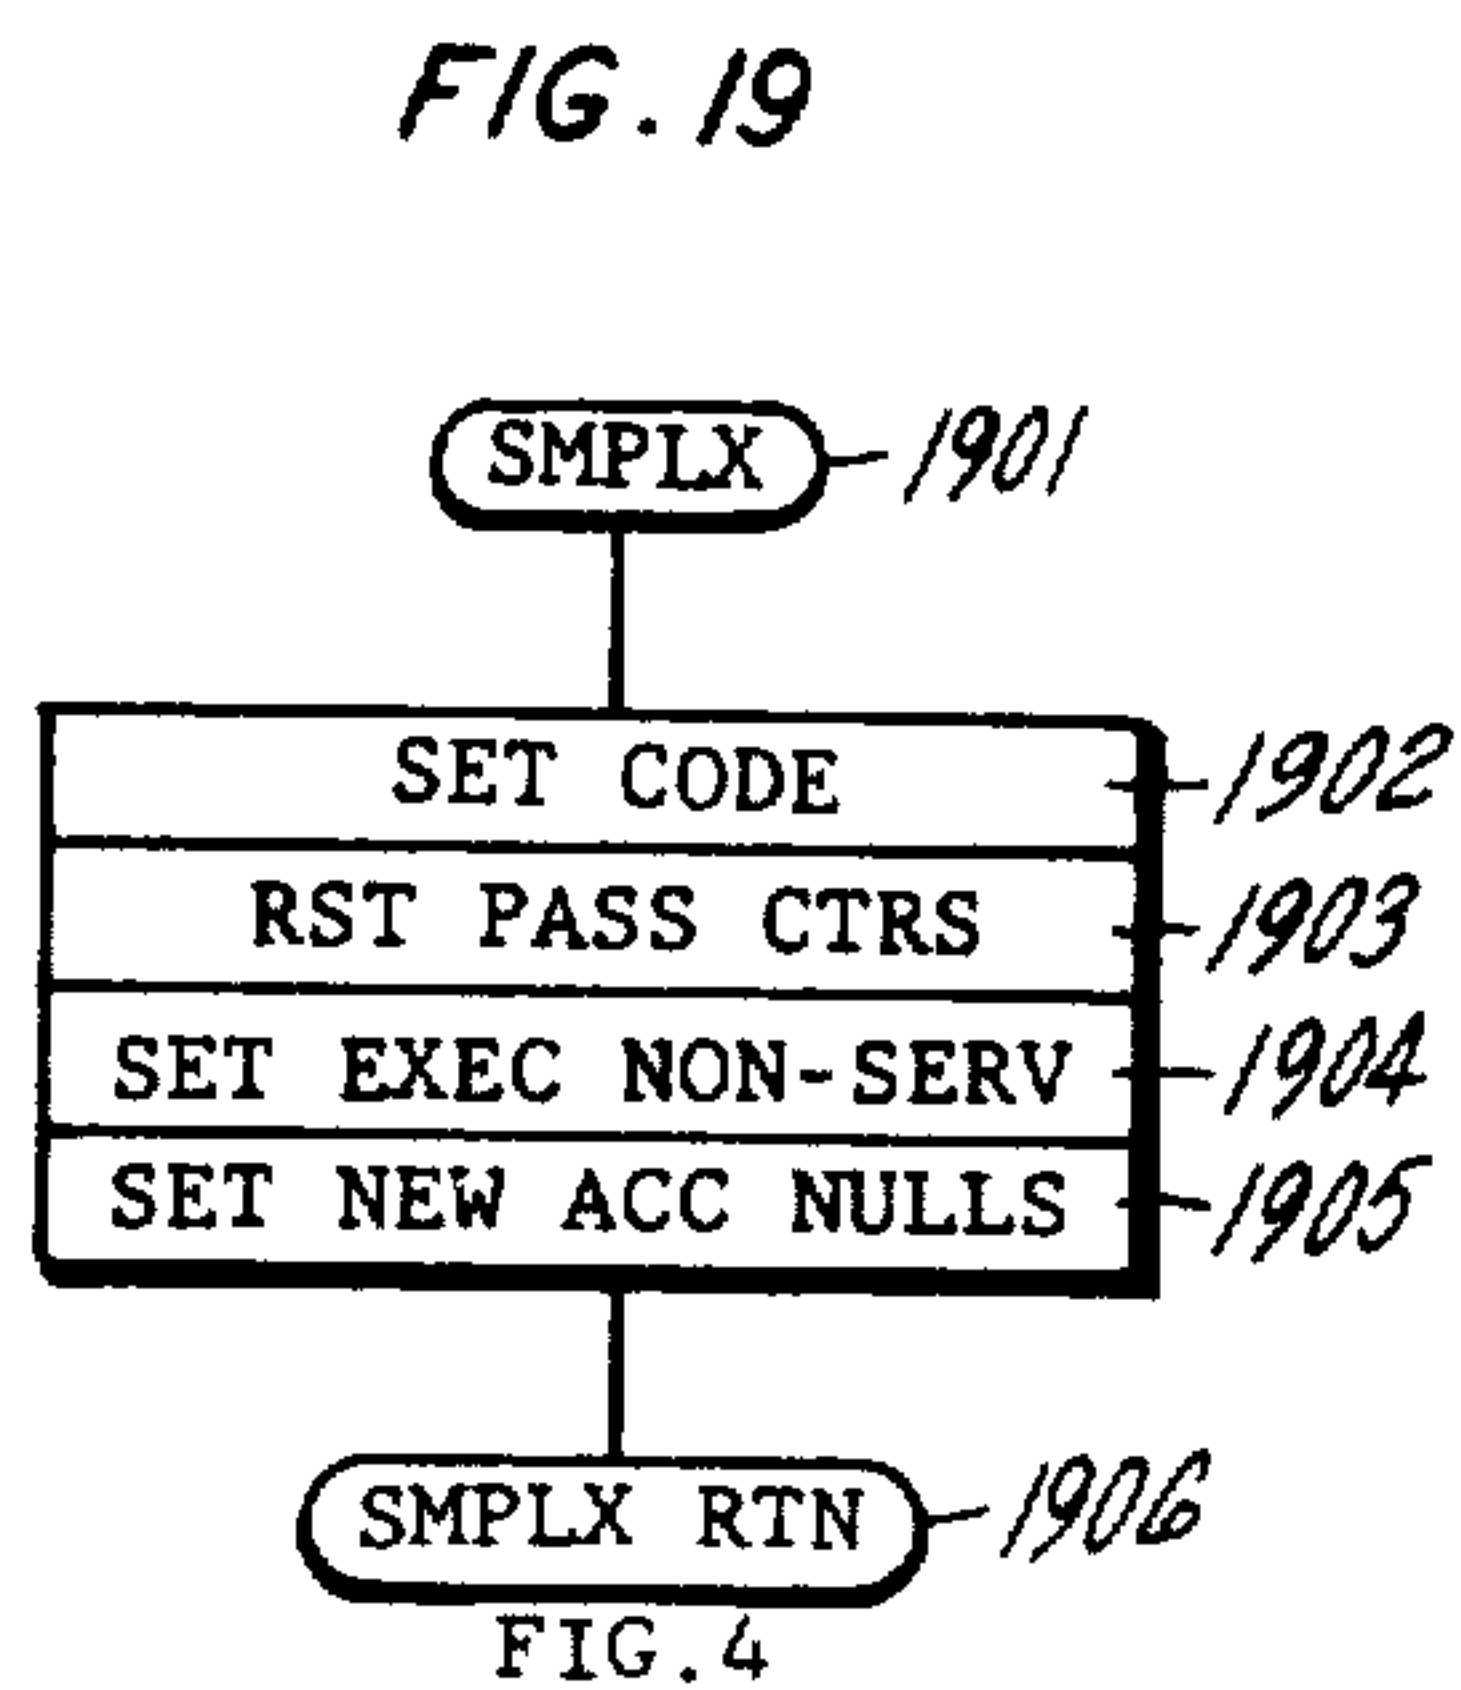 FIG. 19
SMPLX 1901
SET CODE 1902
RST PASS CTRS 1903
SET EXEC NON-SERV 1904
SET NEW ACC NULLS 1905
SMPLX RTN 1906
FIG.4